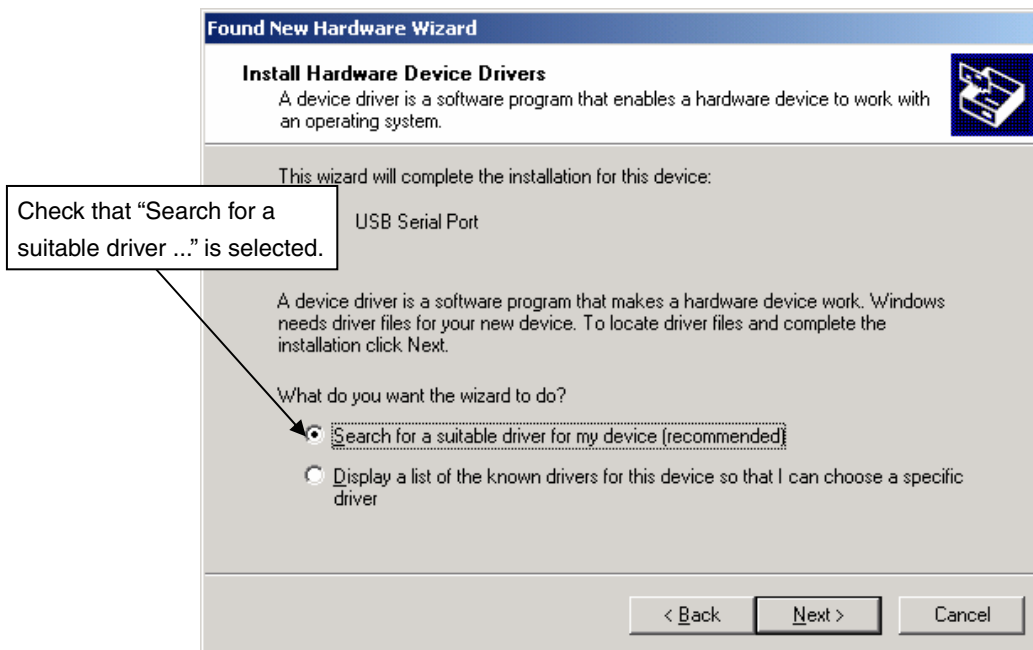 Found New Hardware Wizard
Install Hardware Device Drivers
A device driver is a software program that enables a hardware device to work with
an operating system.
This wizard will complete the installation for this device:
Check that “Search for a
suitable driver ...” is selected.
USB Serial Port
A device driver is a software program that makes a hardware device work. Windows
needs driver files for your new device. To locate driver files and complete the
installation click Next.
What do you want the wizard to do?
Search for a suitable driver for my device (recommended)
Display a list of the known drivers for this device so that I can choose a specific
driver
< Back
Next >
Cancel